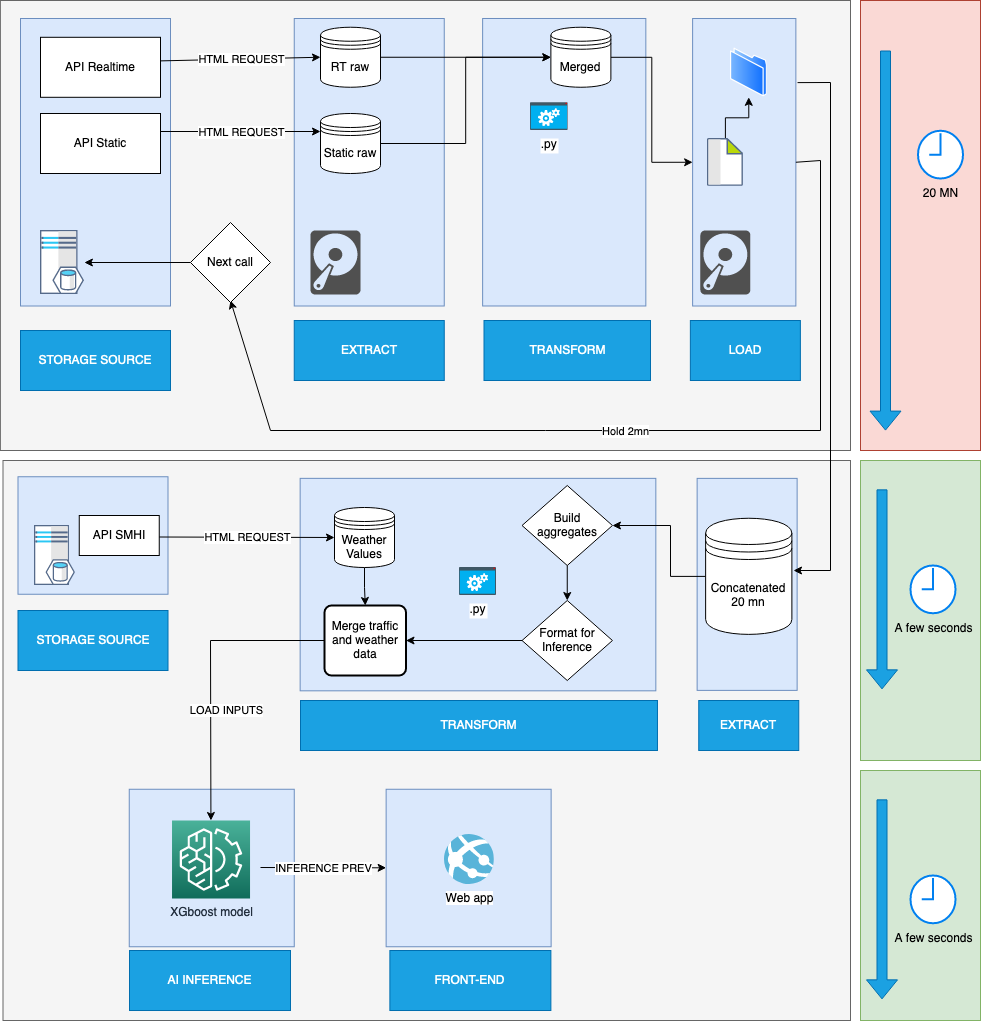 API Realtime
HTML REQUEST
RT raw
Merged
API Static
HTML REQUEST
Static raw
.py
20 MN
Next call
STORAGE SOURCE
EXTRACT
TRANSFORM
LOAD
Hold 2mn
API SMHI
HTML REQUEST
Weather
Values
Build
aggregates
.py
Concatenated
20 mn
A few seconds
STORAGE SOURCE
Merge traffic
and weather
data
Format for
Inference
LOAD INPUTS
TRANSFORM
EXTRACT
XGboost model
INFERENCE PREV
Web app
A few seconds
AI INFERENCE
FRONT-END